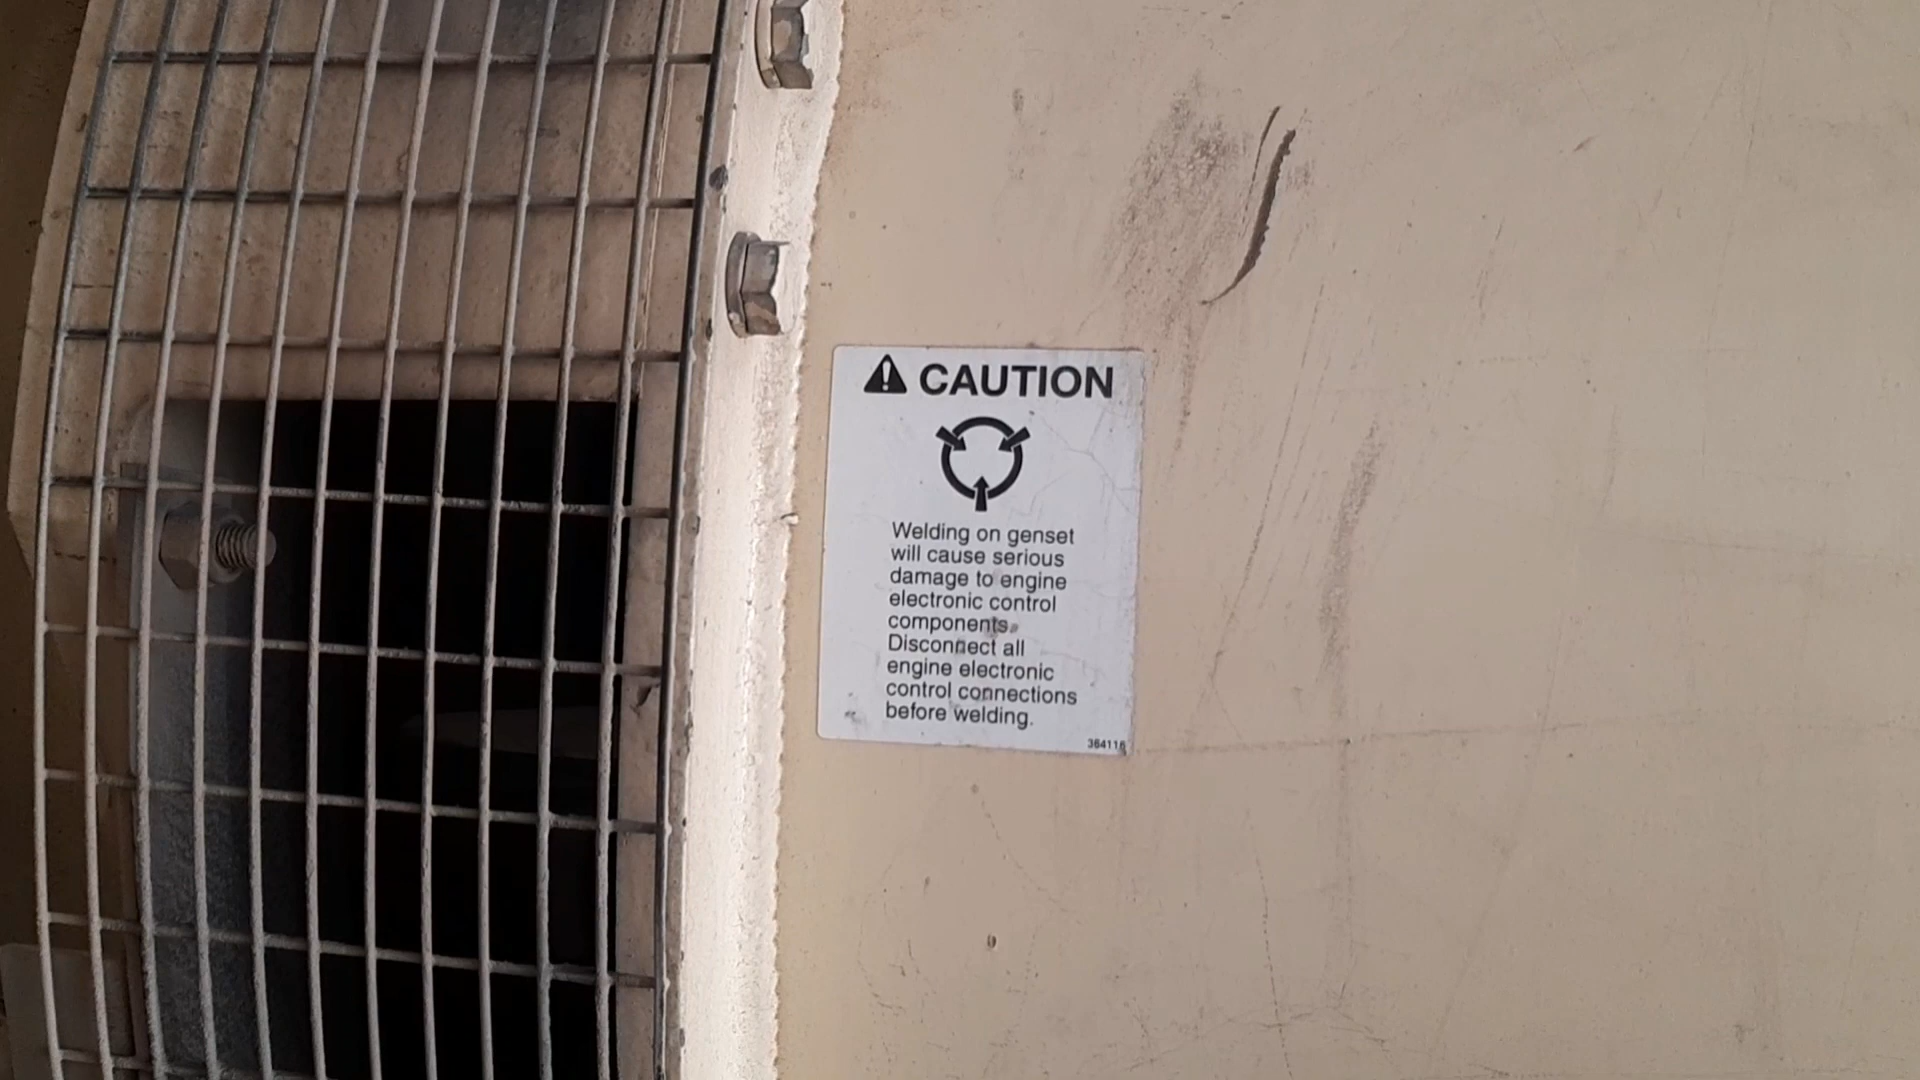 CAUTION
Welding on genset
will cause serious
damage to engine
electronic control
components.
Disconnect all
engine electronic
control connections
before welding.
364116